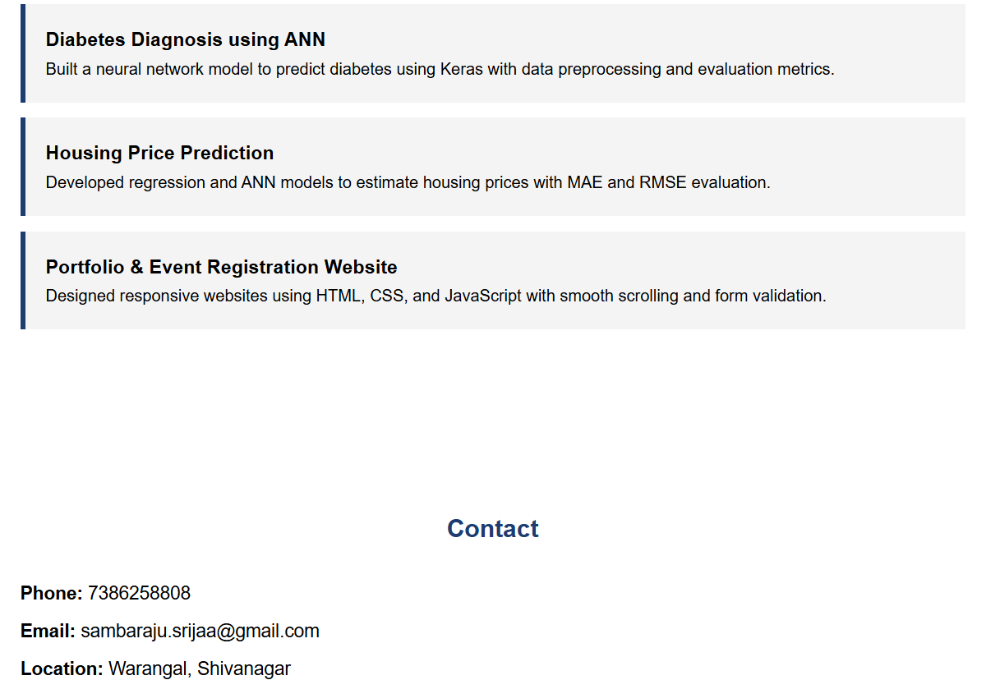 Diabetes Diagnosis using ANN
Built a neural network model to predict diabetes using Keras with data preprocessing and evaluation metrics.
Housing Price Prediction
Developed regression and ANN models to estimate housing prices with MAE and RMSE evaluation.
Portfolio & Event Registration Website
Designed responsive websites using HTML, CSS, and JavaScript with smooth scrolling and form validation.
Contact
Phone: 7386258808
Email: sambaraju.srijaa@gmail.com
Location: Warangal, Shivanagar